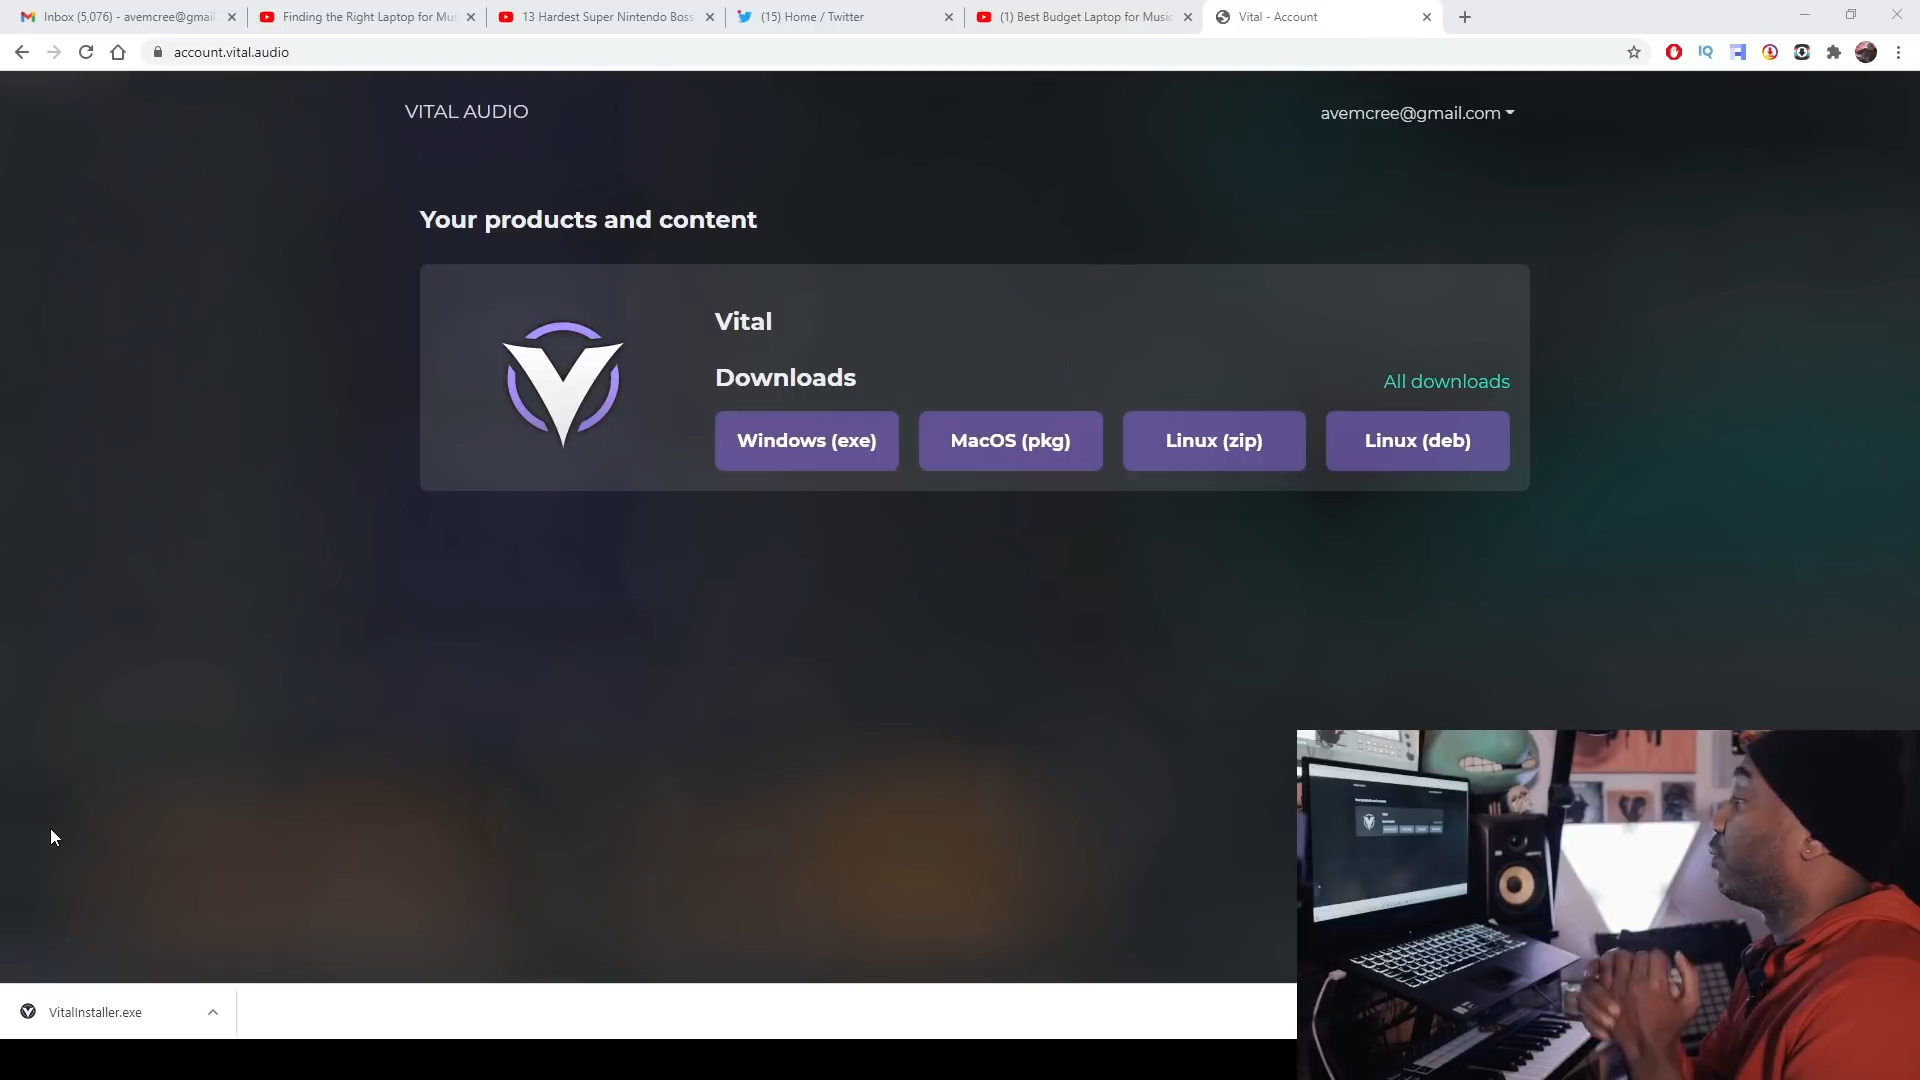 Inbox (5,076) - avemcree@gmail
Finding the Right Laptop for Mus
13 Hardest Super Nintendo Boss
(15) Home / Twitter
(1) Best Budget Laptop for Music
Vital - Account
account.vital.audio
IQ
VITAL AUDIO
avemcree@gmail.com
Your products and content
Vital
Downloads
All downloads
Windows (exe)
MacOS (pkg)
Linux (zip)
Linux (deb)
VitalInstaller.exe